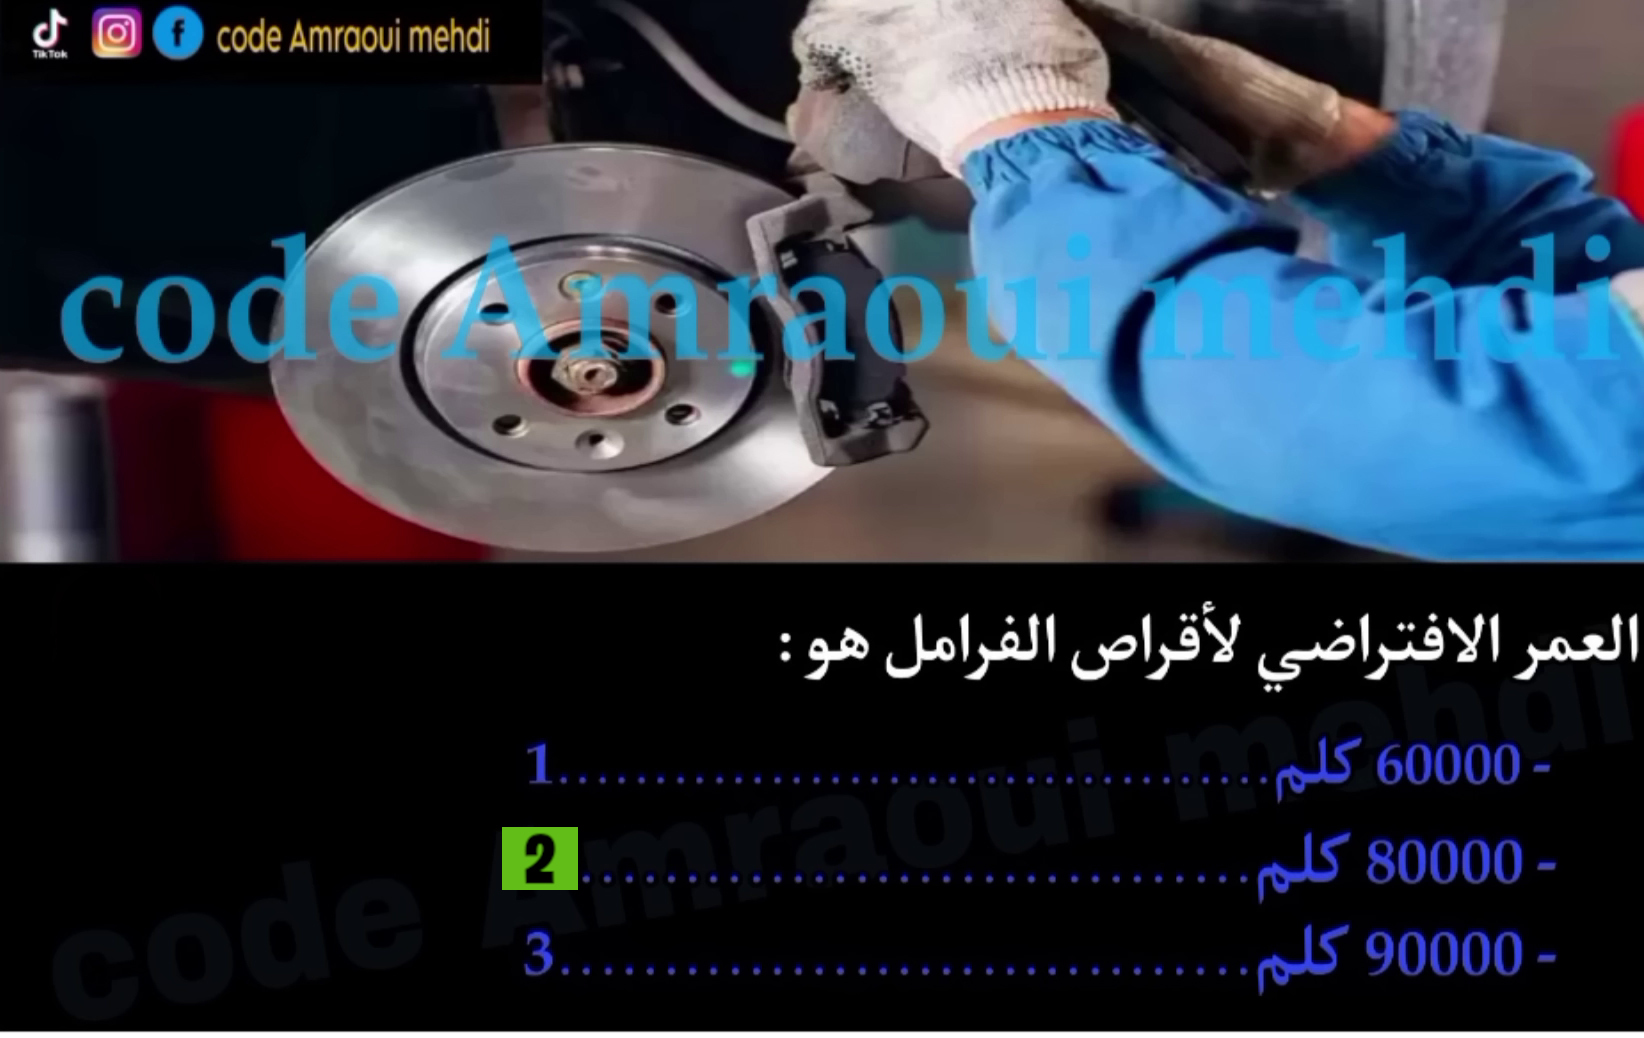 TikTok code Amraoui mehdi
code Amraoui mehdi
العمر الافتراضي لأقراص الفرامل هو :
- 60000 كلم..................................1
- 80000 كلم..................................2
- 90000 كلم..................................3
code Amraoui mehdi